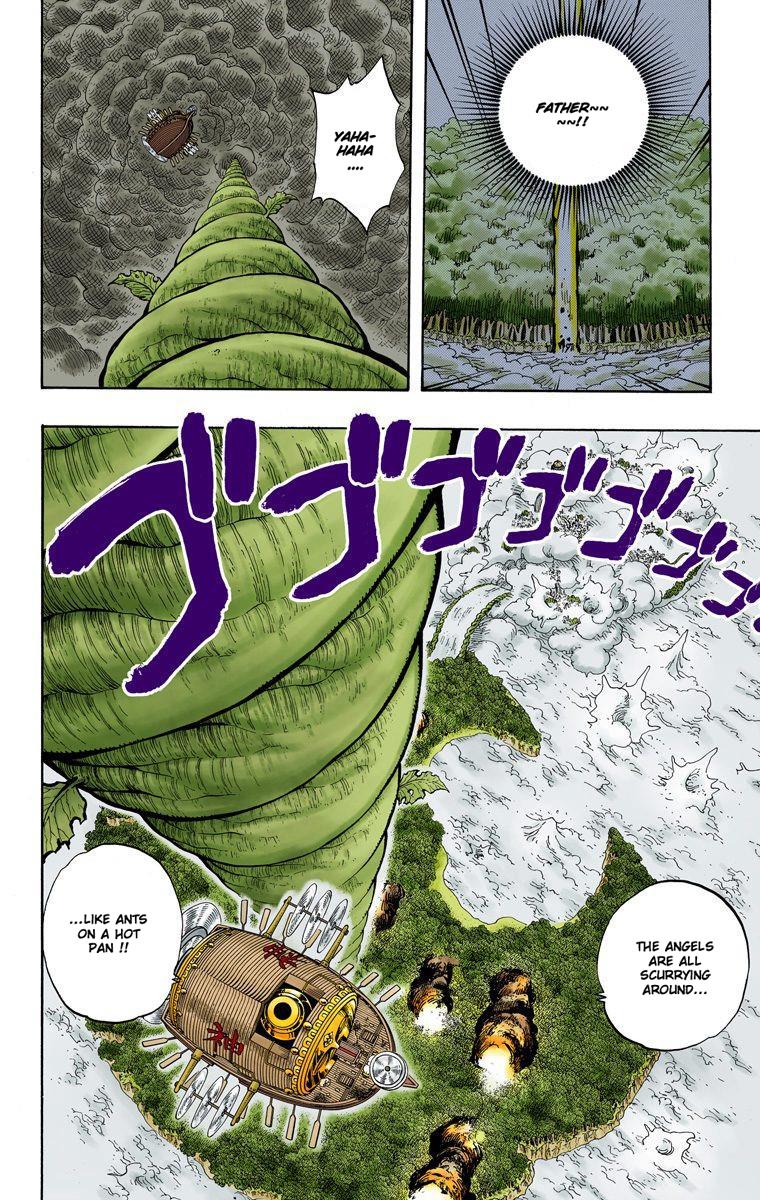 FATHER~~
~~!!
YAHA-
HAHA
....
ゴゴゴゴゴゴゴ
THE ANGELS
ARE ALL
SCURRYING
AROUND...
...LIKE ANTS
ON A HOT
PAN !!